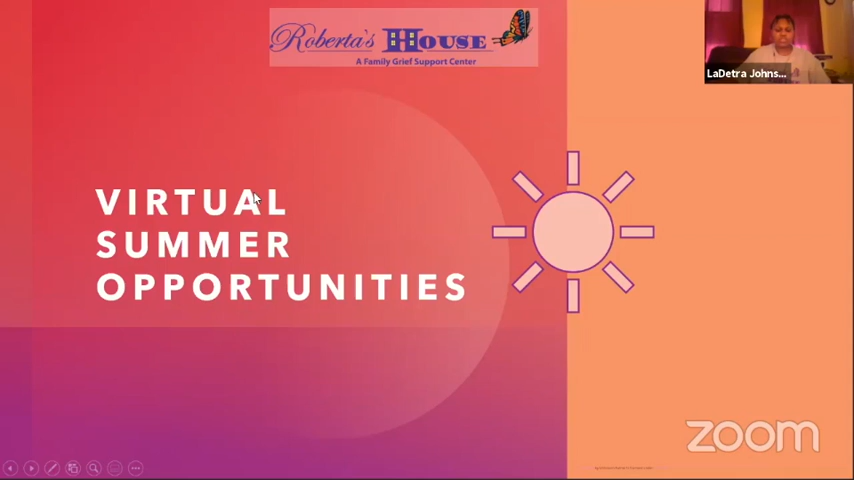 Roberta's HOUSE
A Family Grief Support Center
LaDetra Johns...
VIRTUAL
SUMMER
OPPORTUNITIES
zoom